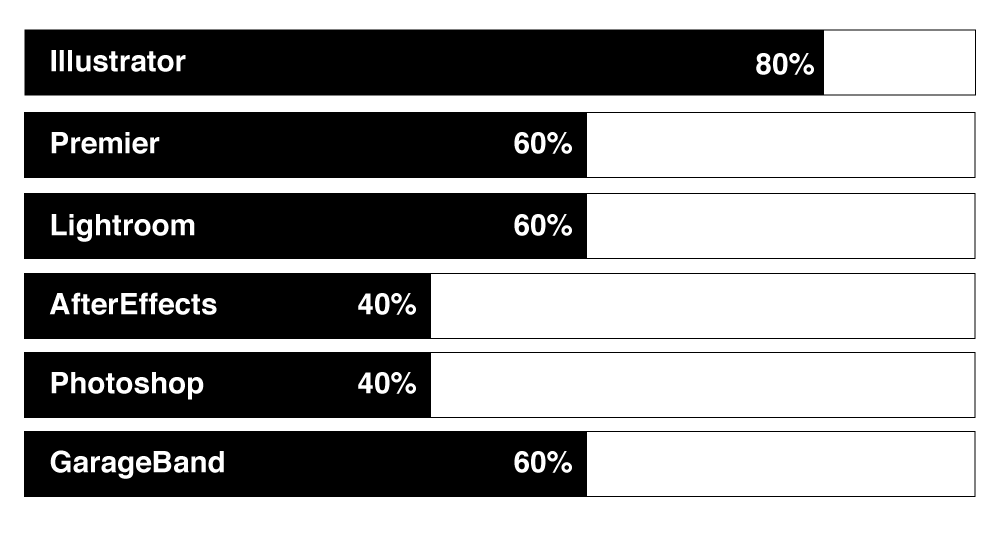 Illustrator 80%
Premier 60%
Lightroom 60%
AfterEffects 40%
Photoshop 40%
GarageBand 60%